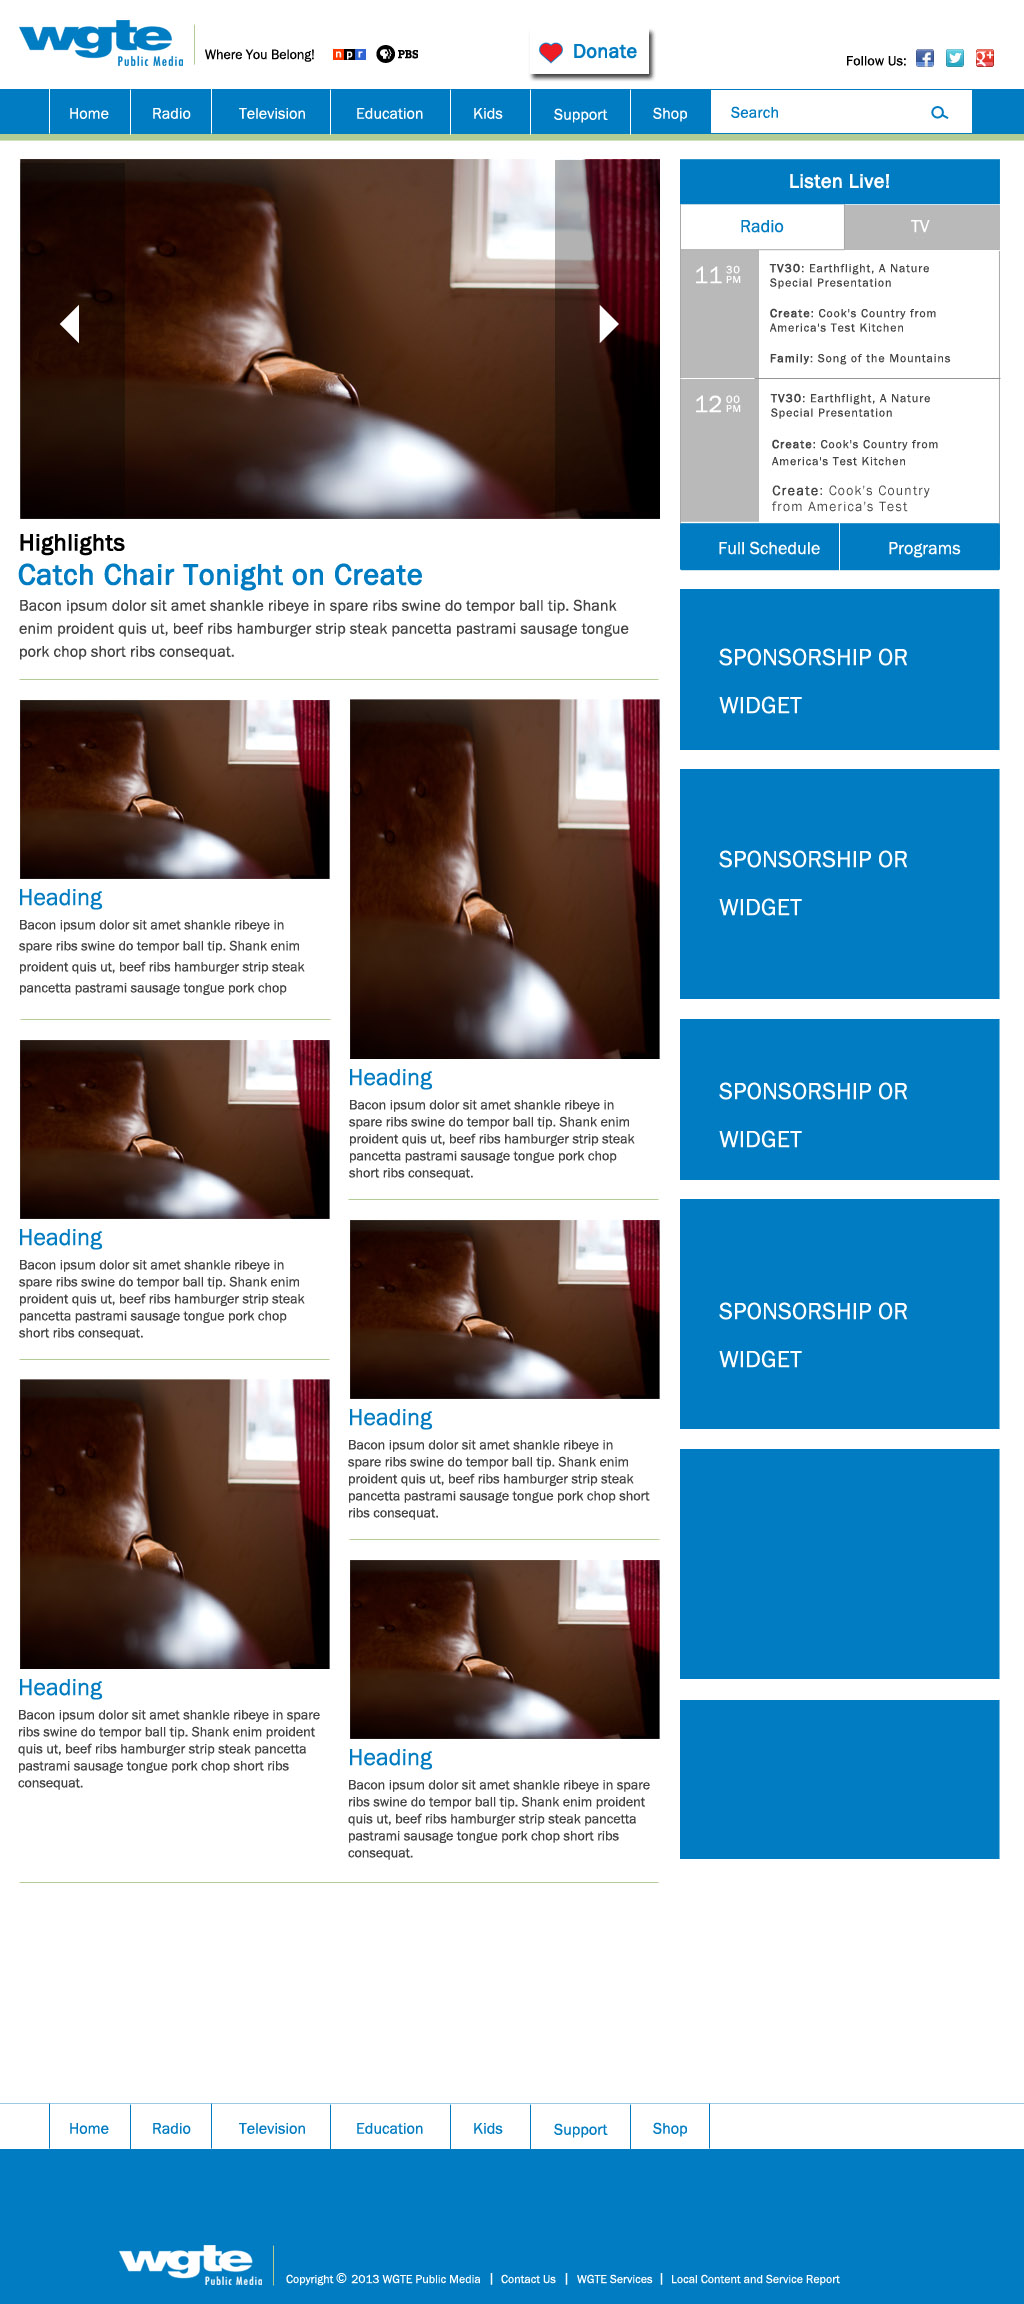 wgte
Public Media
Where You Belong!
npr
PBS
Donate
Follow Us:
Home
Radio
Television
Education
Kids
Support
Shop
Search
Listen Live!
Radio
TV
11 30 PM
TV30: Earthflight, A Nature
Special Presentation
Create: Cook's Country from
America's Test Kitchen
Family: Song of the Mountains
12 00 PM
TV30: Earthflight, A Nature
Special Presentation
Create: Cook's Country from
America's Test Kitchen
Create: Cook's Country
from America's Test
Full Schedule
Programs
Highlights
Catch Chair Tonight on Create
Bacon ipsum dolor sit amet shankle ribeye in spare ribs swine do tempor ball tip. Shank
enim proident quis ut, beef ribs hamburger strip steak pancetta pastrami sausage tongue
pork chop short ribs consequat.
Heading
Bacon ipsum dolor sit amet shankle ribeye in
spare ribs swine do tempor ball tip. Shank enim
proident quis ut, beef ribs hamburger strip steak
pancetta pastrami sausage tongue pork chop
Heading
Bacon ipsum dolor sit amet shankle ribeye in
spare ribs swine do tempor ball tip. Shank enim
proident quis ut, beef ribs hamburger strip steak
pancetta pastrami sausage tongue pork chop
short ribs consequat.
Heading
Bacon ipsum dolor sit amet shankle ribeye in spare
ribs swine do tempor ball tip. Shank enim proident
quis ut, beef ribs hamburger strip steak pancetta
pastrami sausage tongue pork chop short ribs
consequat.
Heading
Bacon ipsum dolor sit amet shankle ribeye in
spare ribs swine do tempor ball tip. Shank enim
proident quis ut, beef ribs hamburger strip steak
pancetta pastrami sausage tongue pork chop
short ribs consequat.
Heading
Bacon ipsum dolor sit amet shankle ribeye in
spare ribs swine do tempor ball tip. Shank enim
proident quis ut, beef ribs hamburger strip steak
pancetta pastrami sausage tongue pork chop short
ribs consequat.
Heading
Bacon ipsum dolor sit amet shankle ribeye in spare
ribs swine do tempor ball tip. Shank enim proident
quis ut, beef ribs hamburger strip steak pancetta
pastrami sausage tongue pork chop short ribs
consequat.
SPONSORSHIP OR
WIDGET
SPONSORSHIP OR
WIDGET
SPONSORSHIP OR
WIDGET
SPONSORSHIP OR
WIDGET
Home
Radio
Television
Education
Kids
Support
Shop
wgte
Public Media
Copyright © 2013 WGTE Public Media | Contact Us | WGTE Services | Local Content and Service Report